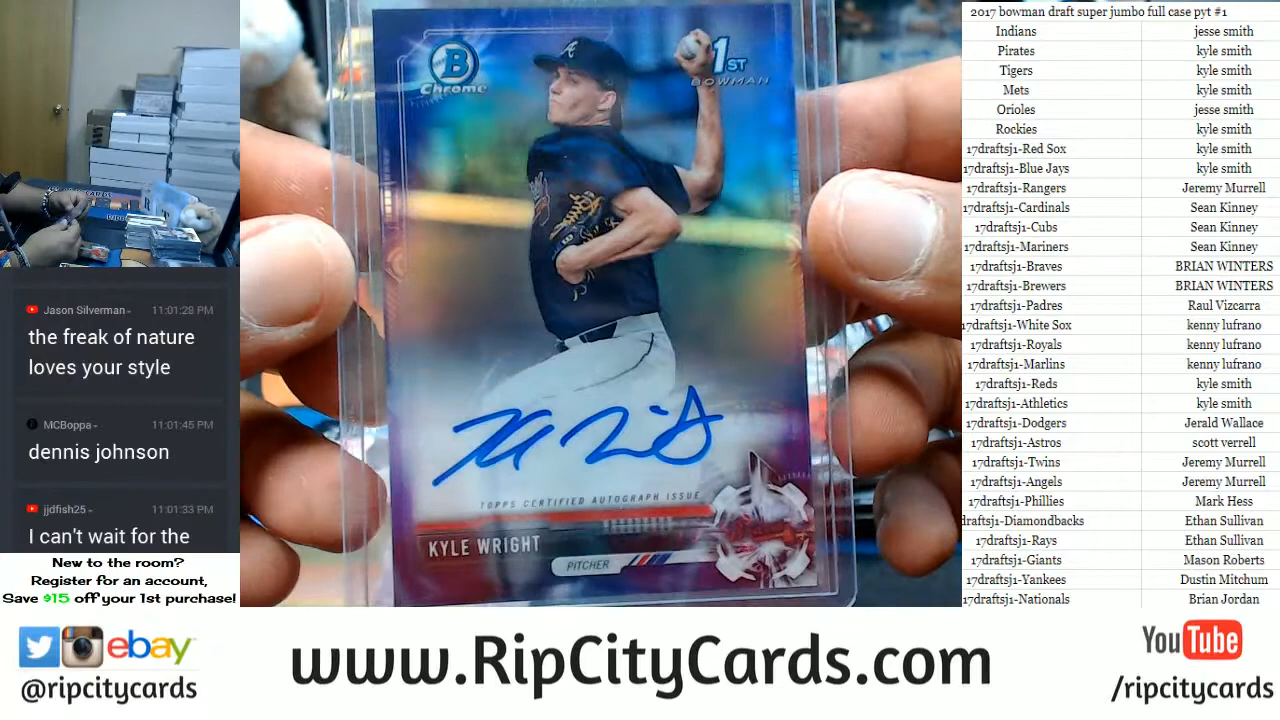 Jason Silverman 11:01:28 PM
the freak of nature
loves your style
MCBoppa 11:01:45 PM
dennis johnson
jjdfish25 11:01:33 PM
I can't wait for the
New to the room?
Register for an account,
Save $15 off your 1st purchase!
B
Chrome
1ST
BOWMAN
A
TOPPS CERTIFIED AUTOGRAPH ISSUE
KYLE WRIGHT
PITCHER
2017 bowman draft super jumbo full case pyt #1
Indians jesse smith
Pirates kyle smith
Tigers kyle smith
Mets kyle smith
Orioles jesse smith
Rockies kyle smith
17draftsj1-Red Sox kyle smith
17draftsj1-Blue Jays kyle smith
17draftsj1-Rangers Jeremy Murrell
17draftsj1-Cardinals Sean Kinney
17draftsj1-Cubs Sean Kinney
17draftsj1-Mariners Sean Kinney
17draftsj1-Braves BRIAN WINTERS
17draftsj1-Brewers BRIAN WINTERS
17draftsj1-Padres Raul Vizcarra
17draftsj1-White Sox kenny lufrano
17draftsj1-Royals kenny lufrano
17draftsj1-Marlins kenny lufrano
17draftsj1-Reds kyle smith
17draftsj1-Athletics kyle smith
17draftsj1-Dodgers Jerald Wallace
17draftsj1-Astros scott verrell
17draftsj1-Twins Jeremy Murrell
17draftsj1-Angels Jeremy Murrell
17draftsj1-Phillies Mark Hess
draftsj1-Diamondbacks Ethan Sullivan
17draftsj1-Rays Ethan Sullivan
17draftsj1-Giants Mason Roberts
17draftsj1-Yankees Dustin Mitchum
17draftsj1-Nationals Brian Jordan
ebay
@ripcitycards
www.RipCityCards.com
YouTube
/ripcitycards